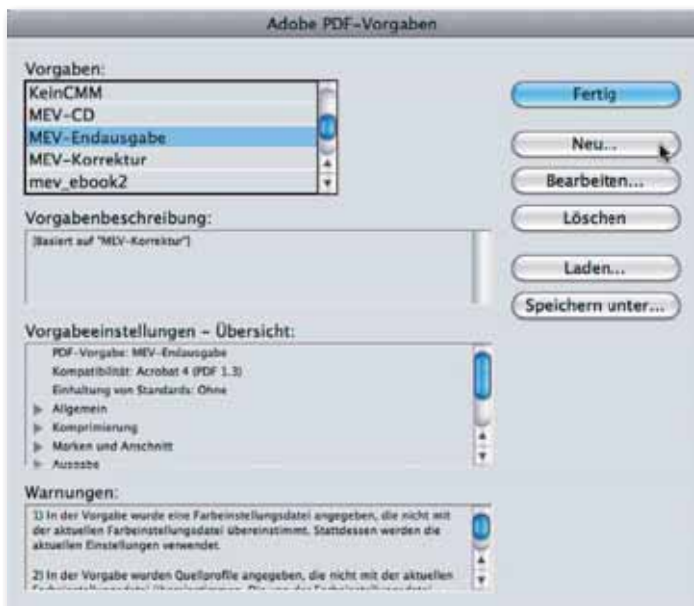 Adobe PDF-Vorgaben
Vorgaben:
KeinCMM
MEV-CD
MEV-Endausgabe
MEV-Korrektur
mev_ebook2
Fertig
Neu...
Bearbeiten...
Löschen
Laden...
Speichern unter...
Vorgabenbeschreibung:
[Basiert auf "MEV-Korrektur"]
Vorgabeeinstellungen – Übersicht:
PDF-Vorgabe: MEV-Endausgabe
Kompatibilität: Acrobat 4 (PDF 1.3)
Einhaltung von Standards: Ohne
Allgemein
Komprimierung
Marken und Anschnitt
Ausgabe
Warnungen:
1) In der Vorgabe wurde eine Farbeinstellungsdatei angegeben, die nicht mit
der aktuellen Farbeinstellungsdatei übereinstimmt. Stattdessen werden die
aktuellen Einstellungen verwendet.
2) In der Vorgabe wurden Quellprofile angegeben, die nicht mit der aktuellen